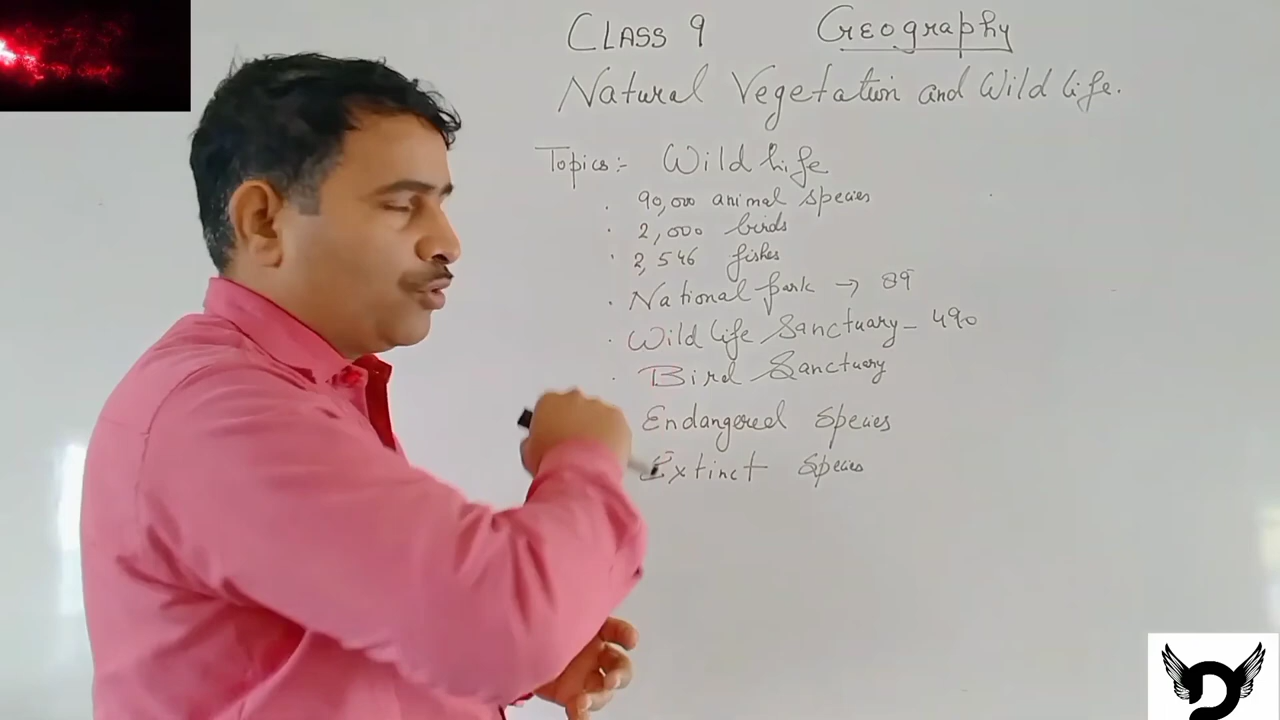 CLASS 9 Geography
Natural Vegetation and Wild life.
Topics:- Wild life
. 90,000 animal species
. 2,000 birds
. 2,546 fishes
. National park → 89
. Wild life Sanctuary - 490
. Bird Sanctuary
Endangered Species
Extinct Species